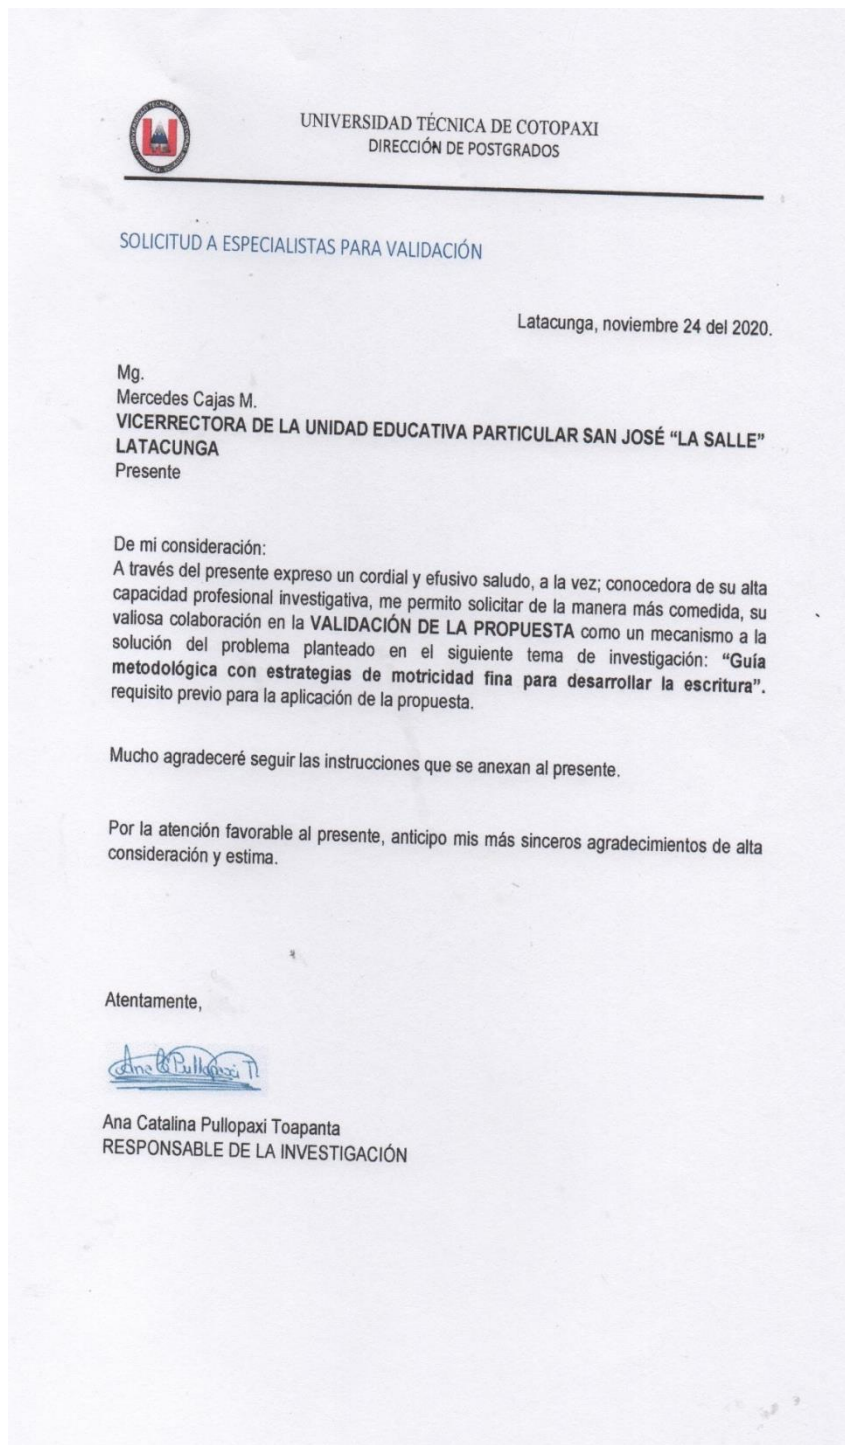 UNIVERSIDAD TÉCNICA DE COTOPAXI
DIRECCIÓN DE POSTGRADOS
SOLICITUD A ESPECIALISTAS PARA VALIDACIÓN
Latacunga, noviembre 24 del 2020.
Mg.
Mercedes Cajas M.
VICERRECTORA DE LA UNIDAD EDUCATIVA PARTICULAR SAN JOSÉ “LA SALLE”
LATACUNGA
Presente
De mi consideración:
A través del presente expreso un cordial y efusivo saludo, a la vez; conocedora de su alta
capacidad profesional investigativa, me permito solicitar de la manera más comedida, su
valiosa colaboración en la VALIDACIÓN DE LA PROPUESTA como un mecanismo a la
solución del problema planteado en el siguiente tema de investigación: “Guía
metodológica con estrategias de motricidad fina para desarrollar la escritura”.
requisito previo para la aplicación de la propuesta.
Mucho agradeceré seguir las instrucciones que se anexan al presente.
Por la atención favorable al presente, anticipo mis más sinceros agradecimientos de alta
consideración y estima.
Atentamente,
Ana C Pullopaxi T.
Ana Catalina Pullopaxi Toapanta
RESPONSABLE DE LA INVESTIGACIÓN